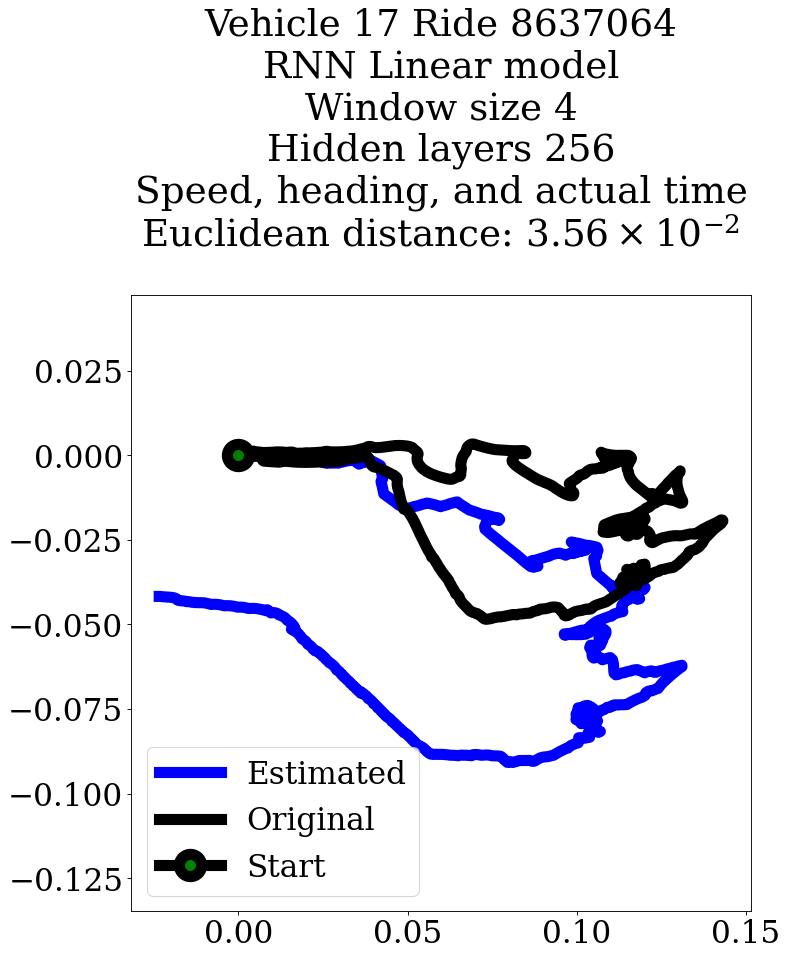 Vehicle 17 Ride 8637064
RNN Linear model
Window size 4
Hidden layers 256
Speed, heading, and actual time
Euclidean distance: 3.56 × 10⁻²
0.025
0.000
−0.025
−0.050
−0.075
−0.100
−0.125
Estimated
Original
Start
0.00 0.05 0.10 0.15